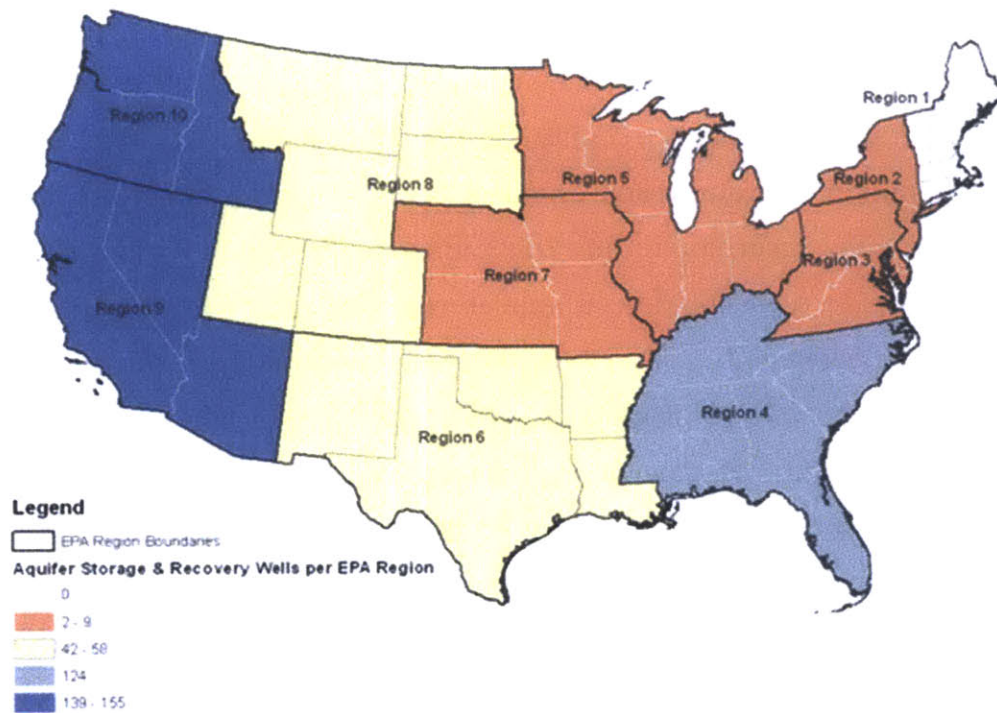 Region 1
Region 10
Region 8
Region 5
Region 2
Region 3
Region 7
Region 9
Region 4
Region 6
Legend
EPA Region Boundaries
Aquifer Storage & Recovery Wells per EPA Region
0
2 - 9
42 - 58
124
139 - 155